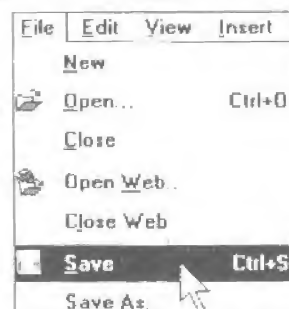 File Edit View Insert
New
Open... Ctrl+O
Close
Open Web...
Close Web
Save Ctrl+S
Save As